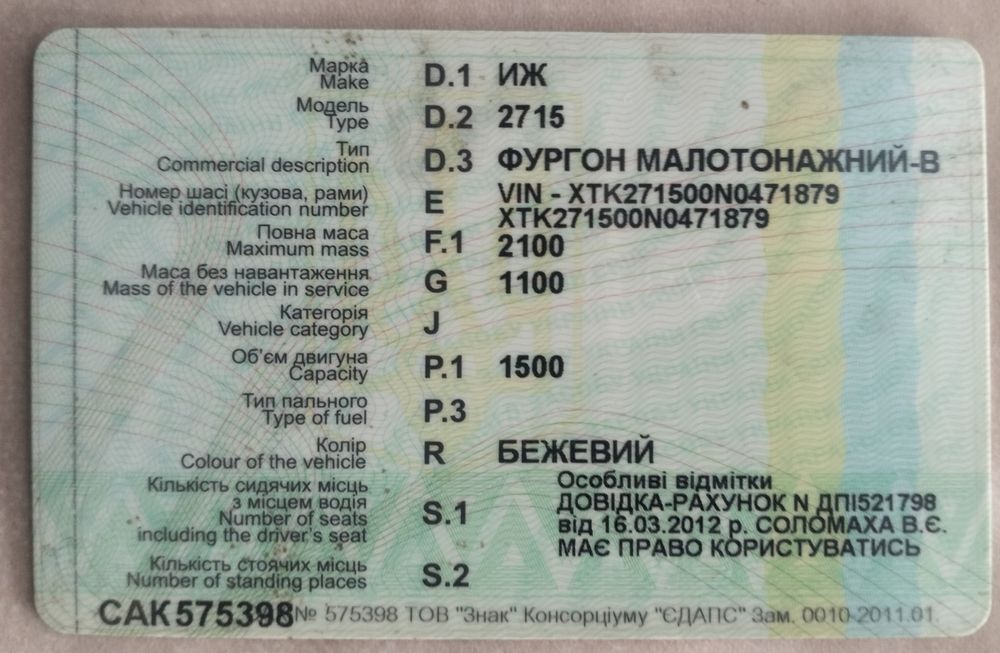 Марка D.1 ИЖ
Make
Модель D.2 2715
Type
Тип D.3 ФУРГОН МАЛОТОНАЖНИЙ-В
Commercial description
Номер шасі (кузова, рами) E VIN - XTK271500N0471879
Vehicle identification number XTK271500N0471879
Повна маса F.1 2100
Maximum mass
Маса без навантаження G 1100
Mass of the vehicle in service
Категорія J
Vehicle category
Об'єм двигуна P.1 1500
Capacity
Тип пального P.3
Type of fuel
Колір R БЕЖЕВИЙ
Colour of the vehicle
Кількість сидячих місць S.1
з місцем водія
Number of seats
including the driver's seat
Особливі відмітки
ДОВІДКА-РАХУНОК N ДПІ521798
від 16.03.2012 р. СОЛОМАХА В.Є.
МАЄ ПРАВО КОРИСТУВАТИСЬ
Кількість стоячих місць S.2
Number of standing places
САК575398 № 575398 ТОВ "Знак" Консорціуму "ЄДАПС" Зам. 0010-2011.01.